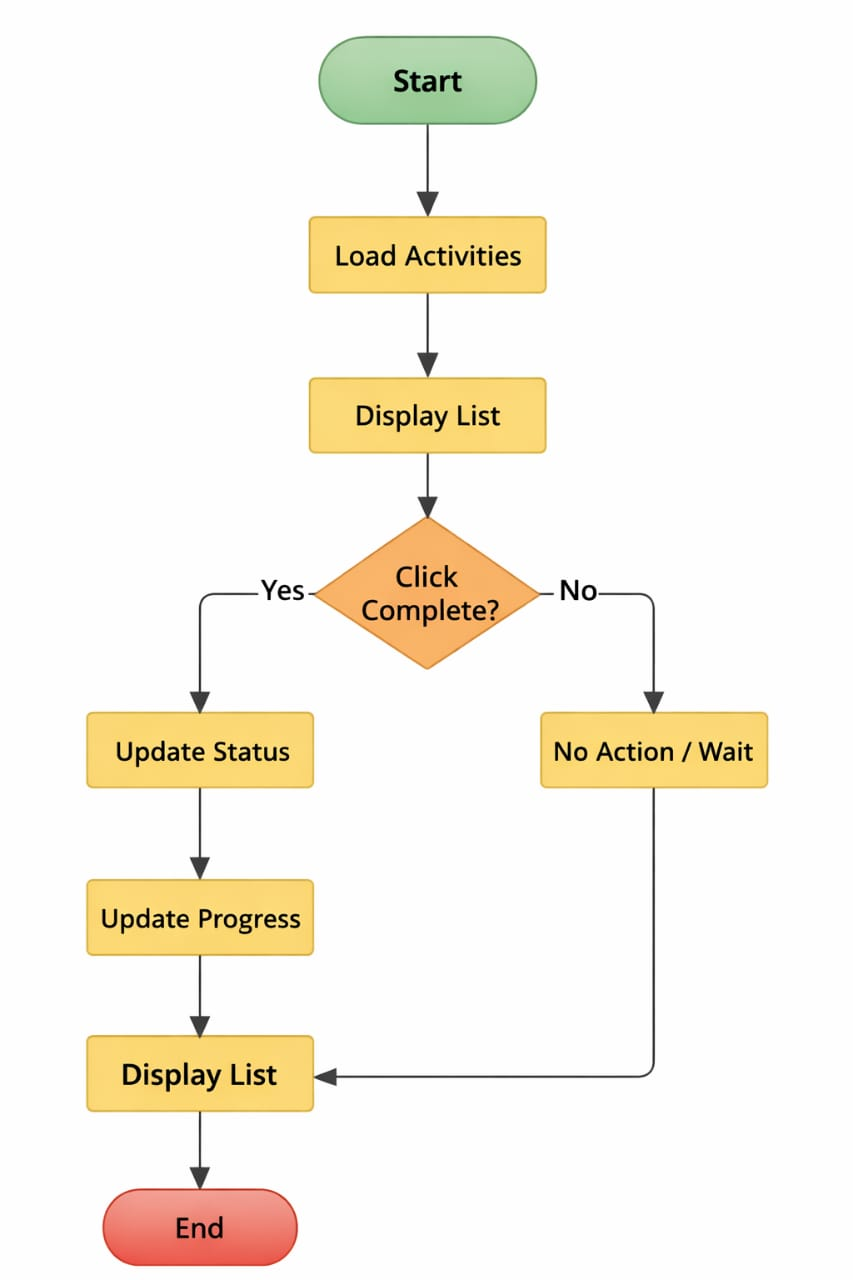 Start
Load Activities
Display List
Click
Complete?
Yes
No
Update Status
No Action / Wait
Update Progress
Display List
End